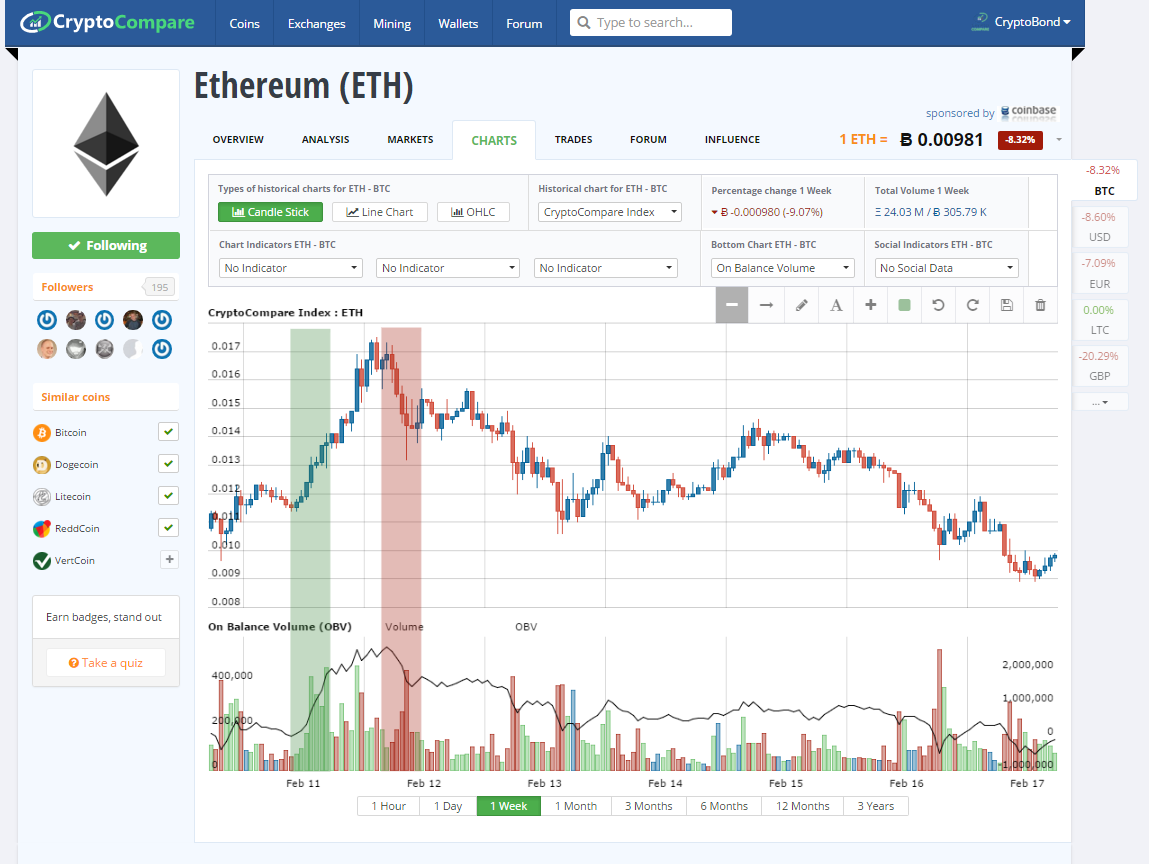 CryptoCompare
Coins
Exchanges
Mining
Wallets
Forum
Type to search...
CryptoBond
Ethereum (ETH)
sponsored by coinbase
OVERVIEW
ANALYSIS
MARKETS
CHARTS
TRADES
FORUM
INFLUENCE
1 ETH = Ƀ 0.00981 -8.32%
Following
Followers 195
Similar coins
Bitcoin
Dogecoin
Litecoin
ReddCoin
VertCoin
Earn badges, stand out
Take a quiz
Types of historical charts for ETH - BTC
Candle Stick
Line Chart
OHLC
Historical chart for ETH - BTC
CryptoCompare Index
Percentage change 1 Week
Ƀ -0.000980 (-9.07%)
Total Volume 1 Week
Ξ 24.03 M / Ƀ 305.79 K
Chart Indicators ETH - BTC
No Indicator
No Indicator
No Indicator
Bottom Chart ETH - BTC
On Balance Volume
Social Indicators ETH - BTC
No Social Data
CryptoCompare Index : ETH
A
0.017
0.016
0.015
0.014
0.013
0.012
0.011
0.010
0.009
0.008
On Balance Volume (OBV)
Volume
OBV
400,000
200,000
0
2,000,000
1,000,000
0
-1,000,000
Feb 11
Feb 12
Feb 13
Feb 14
Feb 15
Feb 16
Feb 17
1 Hour
1 Day
1 Week
1 Month
3 Months
6 Months
12 Months
3 Years
-8.32%
BTC
-8.60%
USD
-7.09%
EUR
0.00%
LTC
-20.29%
GBP
...